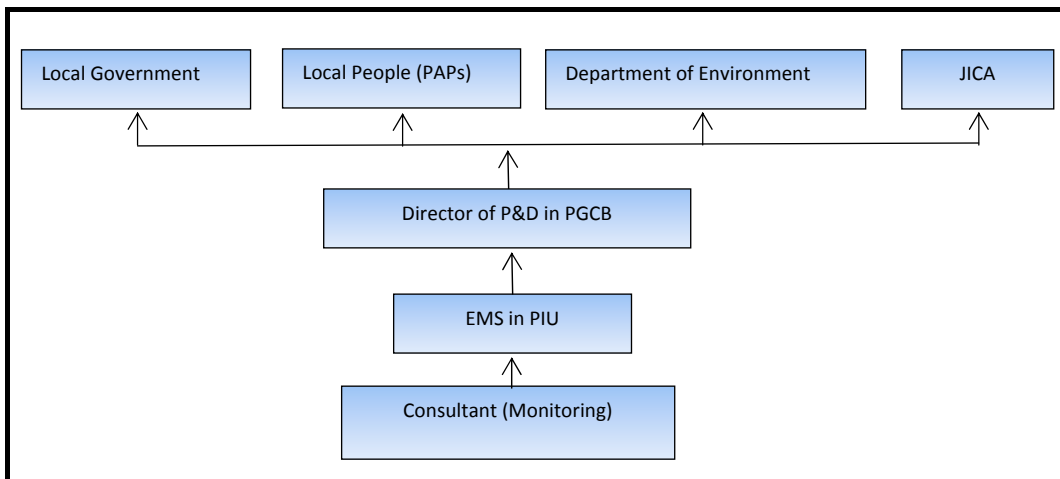 Local Government
Local People (PAPs)
Department of Environment
JICA
Director of P&D in PGCB
EMS in PIU
Consultant (Monitoring)